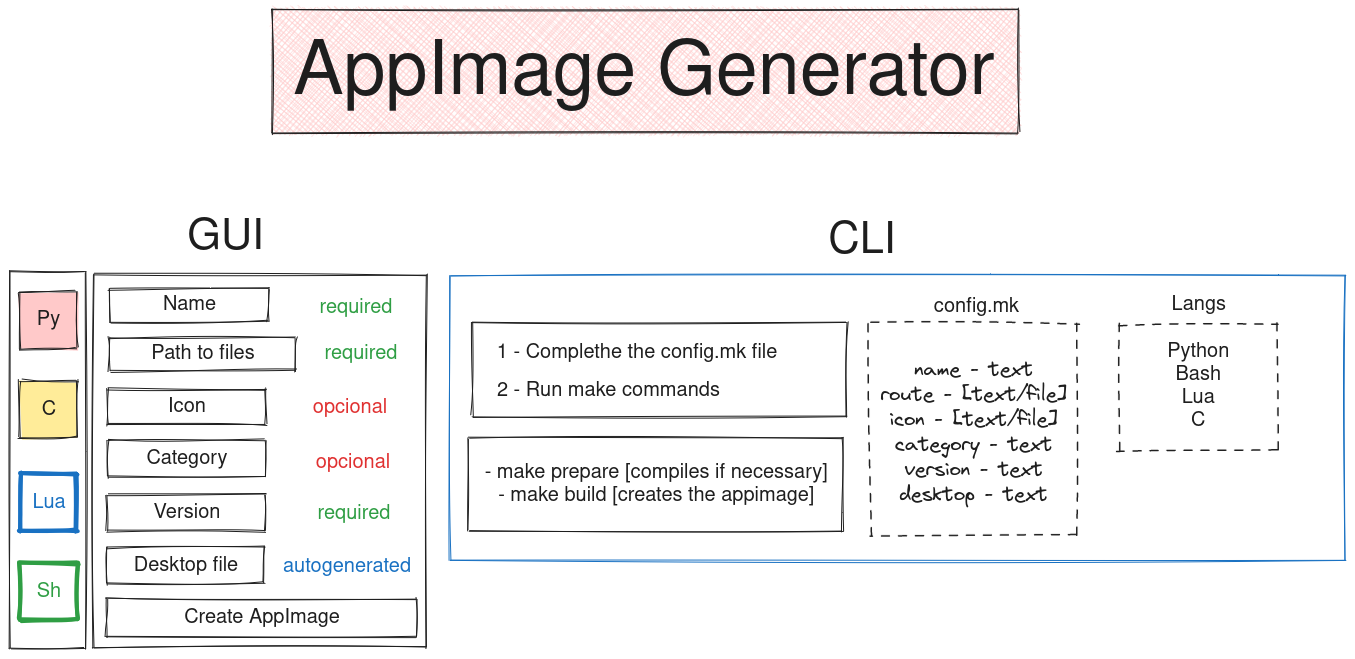 AppImage Generator
GUI
Py
C
Lua
Sh
Name
required
Path to files
required
Icon
opcional
Category
opcional
Version
required
Desktop file
autogenerated
Create AppImage
CLI
1 - Complethe the config.mk file
2 - Run make commands
- make prepare [compiles if necessary]
- make build [creates the appimage]
config.mk
name - text
route - [text/file]
icon - [text/file]
category - text
version - text
desktop - text
Langs
Python
Bash
Lua
C